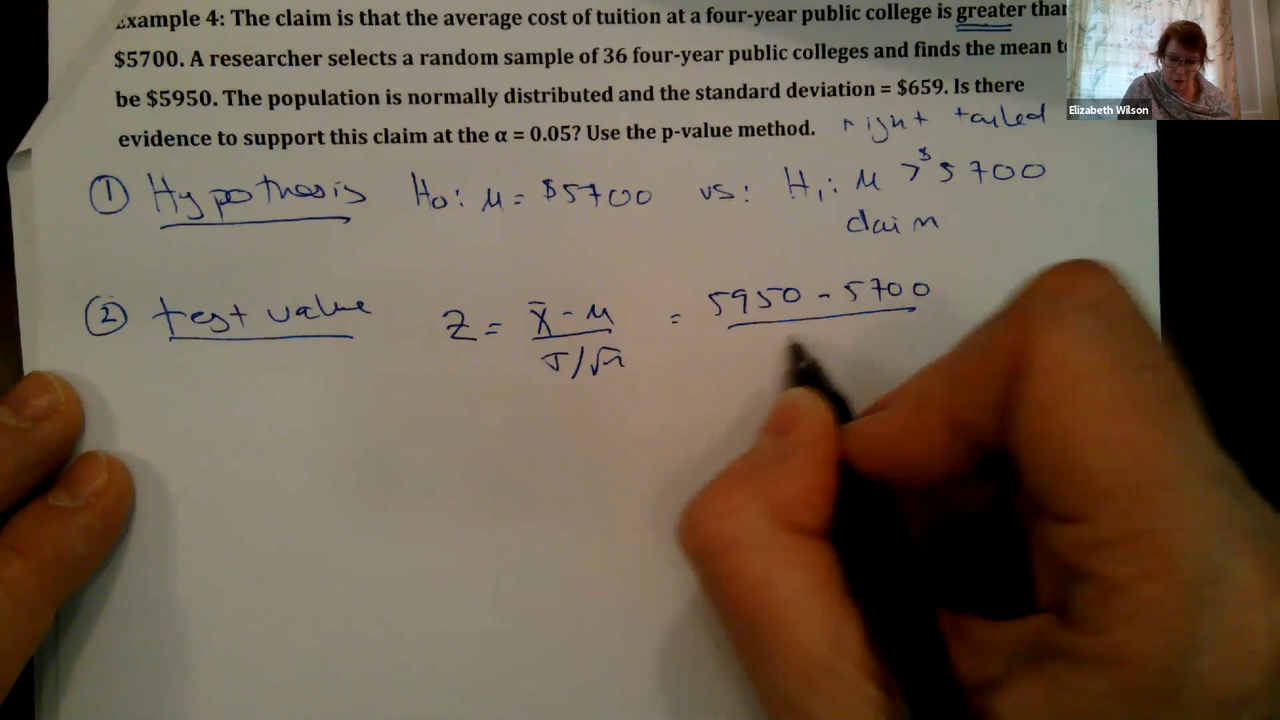 Example 4: The claim is that the average cost of tuition at a four-year public college is greater than
$5700. A researcher selects a random sample of 36 four-year public colleges and finds the mean t
be $5950. The population is normally distributed and the standard deviation = $659. Is there
evidence to support this claim at the α = 0.05? Use the p-value method. right tailed
Elizabeth Wilson
① Hypothesis H₀: μ = $5700 vs: H₁: μ > $5700
claim
② test value z = x̄ - μ / σ/√n = 5950 - 5700